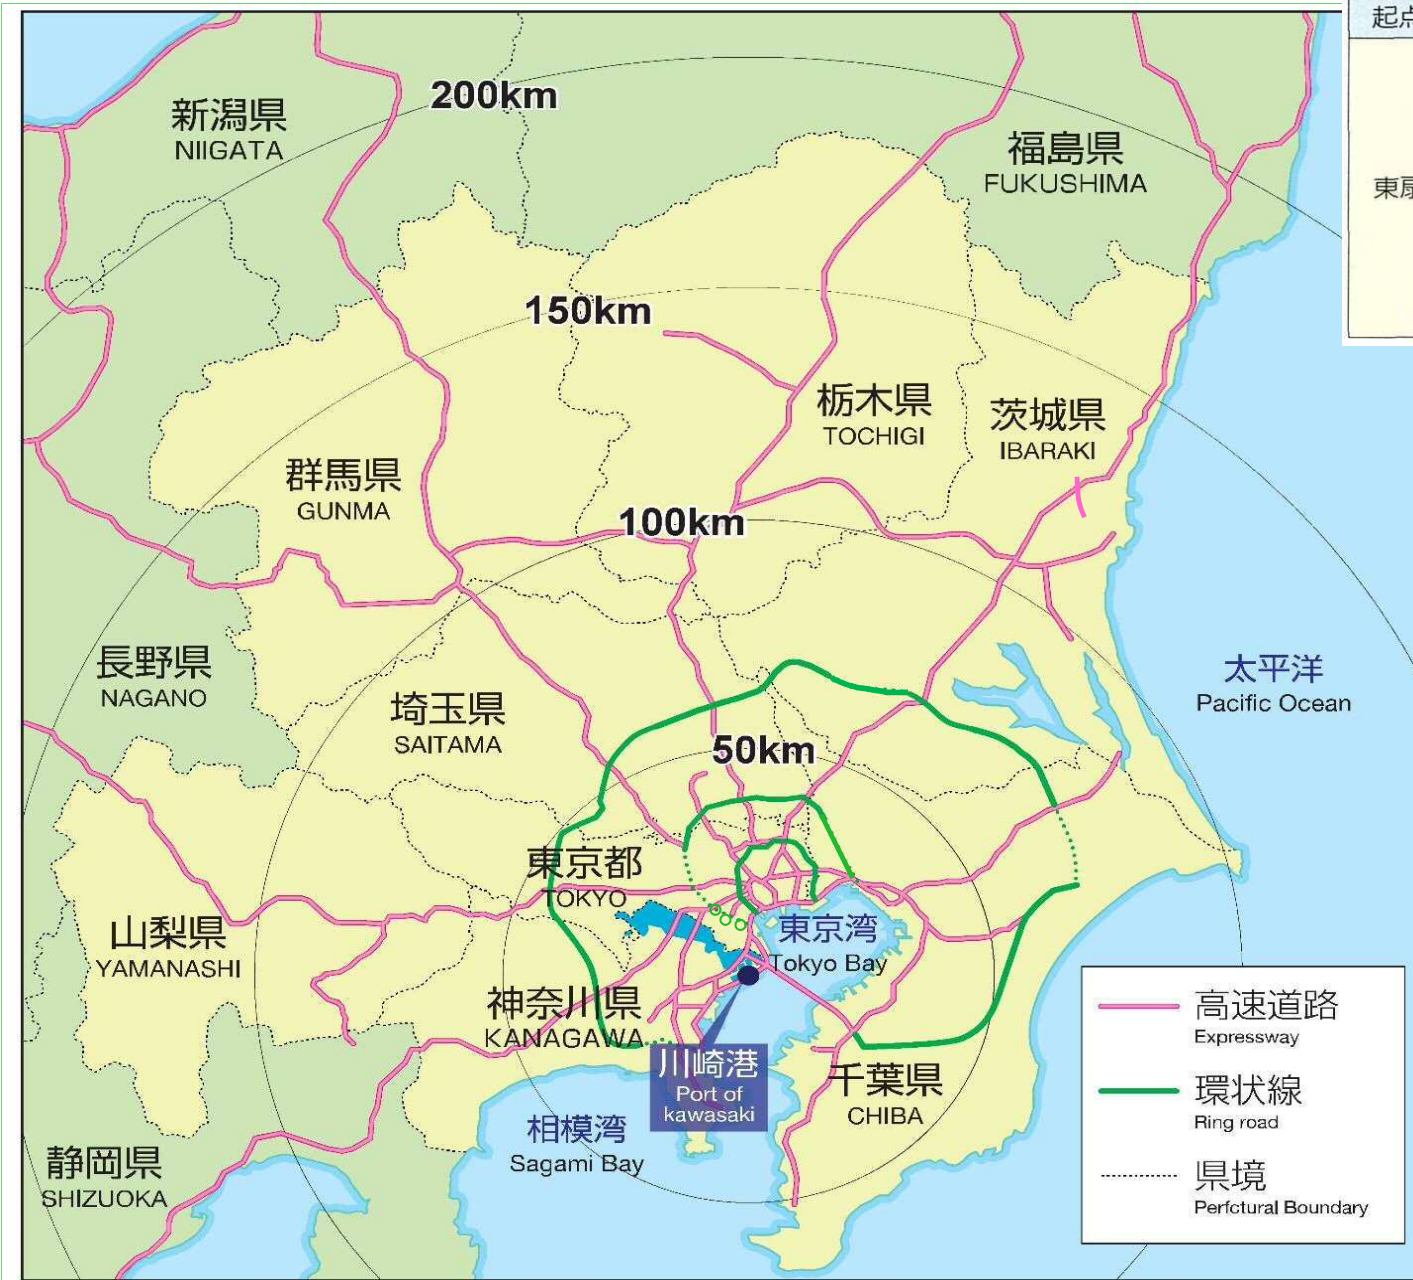 起点
東扇
200km
新潟県
NIIGATA
福島県
FUKUSHIMA
150km
栃木県
TOCHIGI
茨城県
IBARAKI
群馬県
GUNMA
100km
長野県
NAGANO
埼玉県
SAITAMA
太平洋
Pacific Ocean
50km
東京都
TOKYO
山梨県
YAMANASHI
東京湾
Tokyo Bay
神奈川県
KANAGAWA
川崎港
Port of
kawasaki
千葉県
CHIBA
相模湾
Sagami Bay
静岡県
SHIZUOKA
高速道路
Expressway
環状線
Ring road
県境
Perfctural Boundary